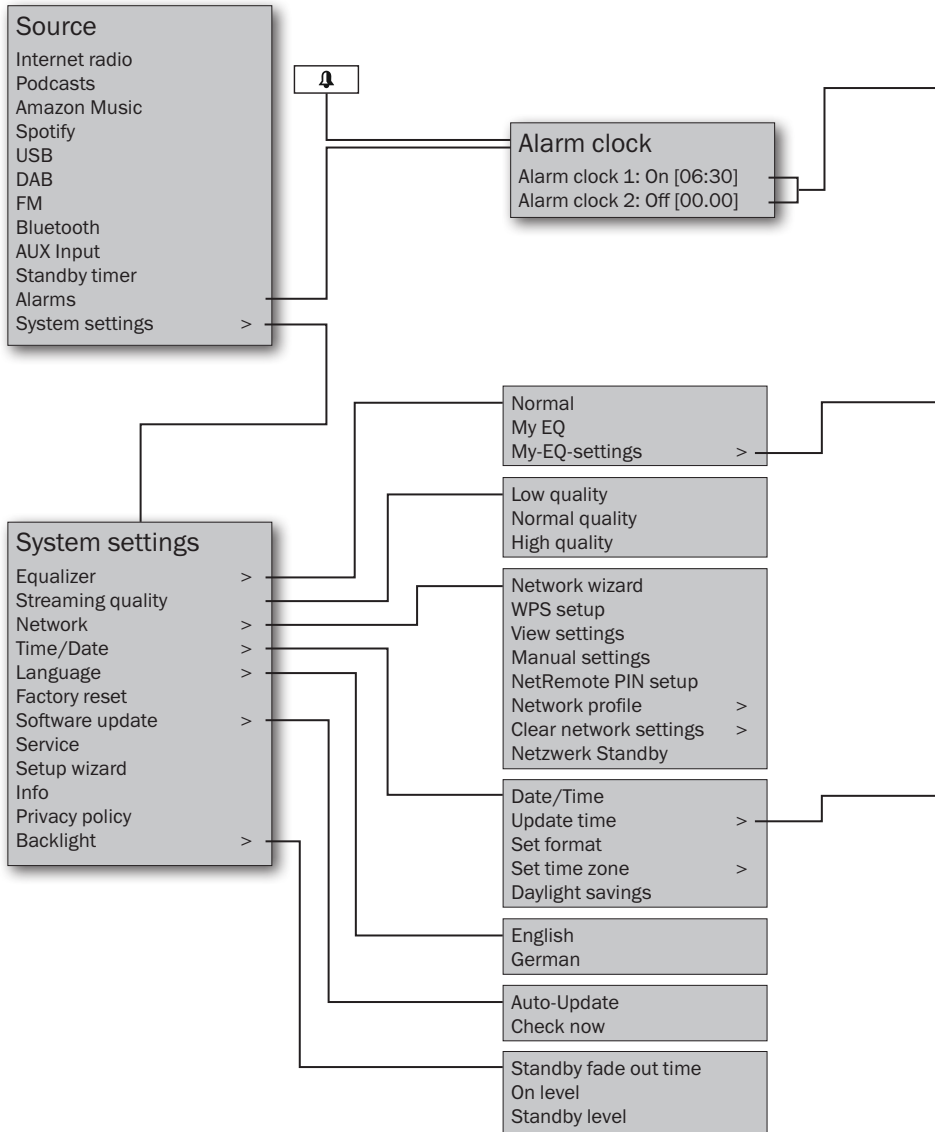 Source
Internet radio
Podcasts
Amazon Music
Spotify
USB
DAB
FM
Bluetooth
AUX Input
Standby timer
Alarms
System settings >
Alarm clock
Alarm clock 1: On [06:30]
Alarm clock 2: Off [00.00]
System settings
Equalizer >
Streaming quality
Network >
Time/Date >
Language >
Factory reset
Software update >
Service
Setup wizard
Info
Privacy policy
Backlight >
Normal
My EQ
My-EQ-settings >
Low quality
Normal quality
High quality
Network wizard
WPS setup
View settings
Manual settings
NetRemote PIN setup
Network profile >
Clear network settings >
Netzwerk Standby
Date/Time
Update time >
Set format
Set time zone >
Daylight savings
English
German
Auto-Update
Check now
Standby fade out time
On level
Standby level